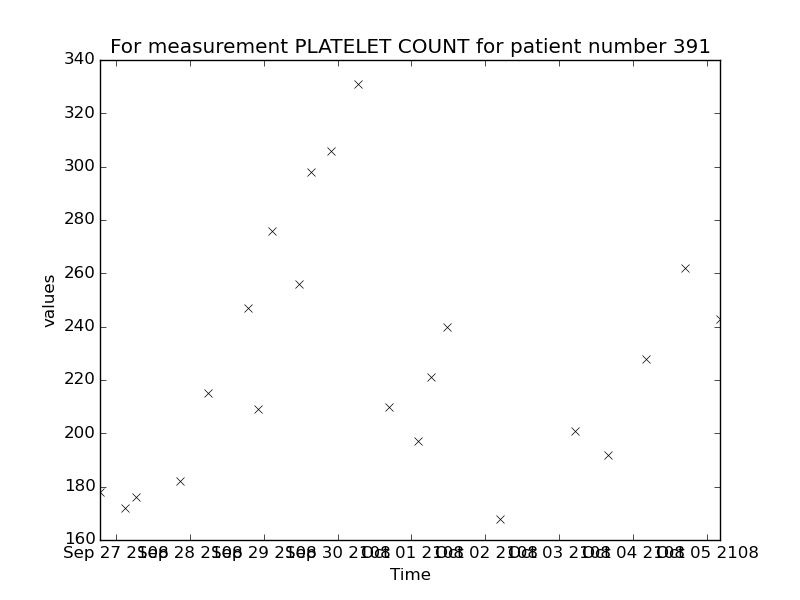 For measurement PLATELET COUNT for patient number 391
340
320
300
280
260
240
220
200
180
160
values
Sep 27 2108 Sep 28 2108 Sep 29 2108 Sep 30 2108 Oct 01 2108 Oct 02 2108 Oct 03 2108 Oct 04 2108 Oct 05 2108
Time